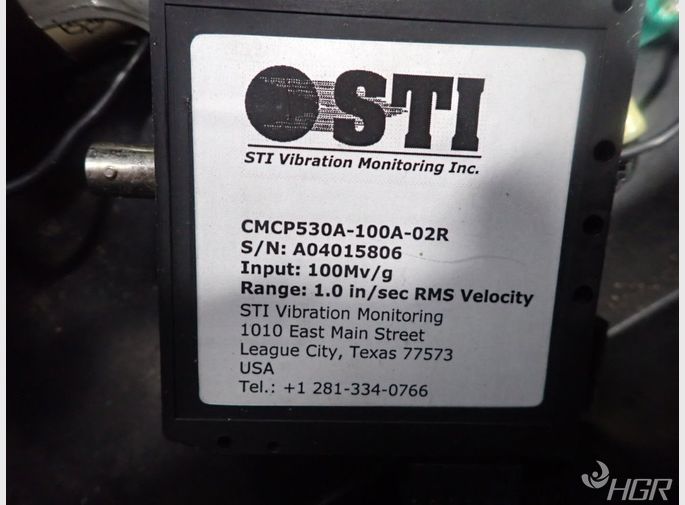 STI
STI Vibration Monitoring Inc.
CMCP530A-100A-02R
S/N: A04015806
Input: 100Mv/g
Range: 1.0 in/sec RMS Velocity
STI Vibration Monitoring
1010 East Main Street
League City, Texas 77573
USA
Tel.: +1 281-334-0766
HGR